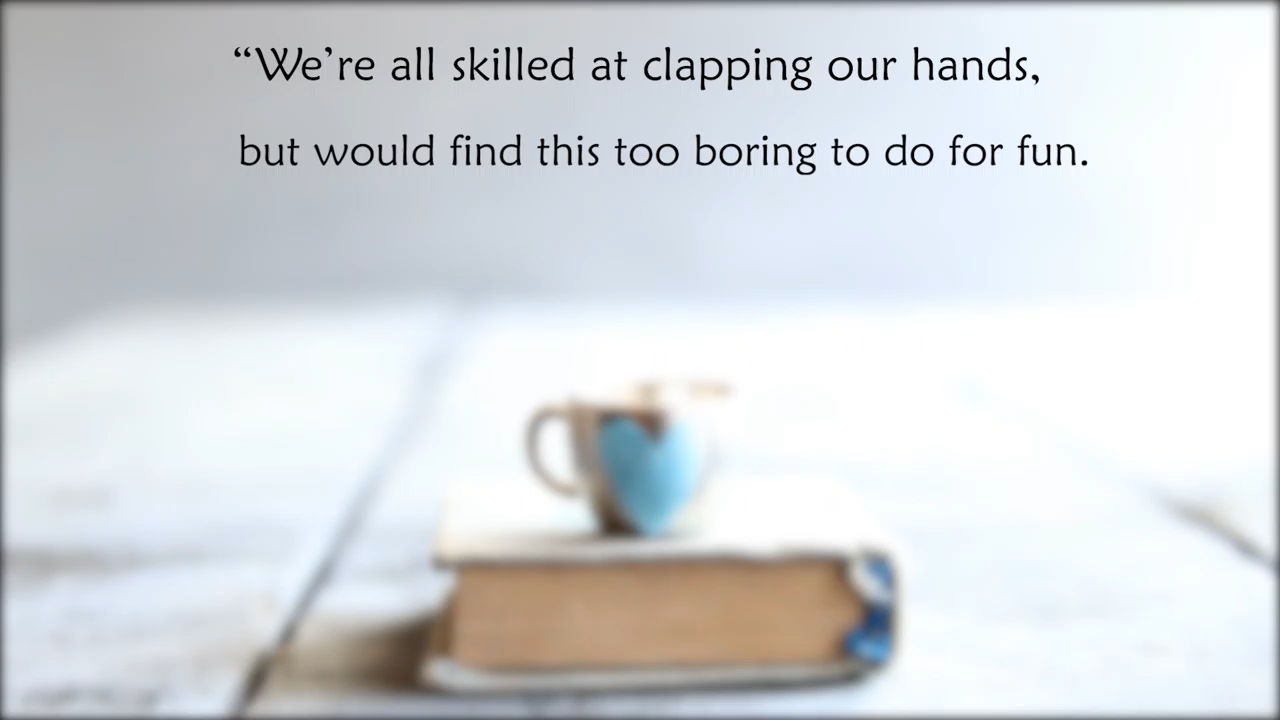 “We’re all skilled at clapping our hands,
but would find this too boring to do for fun.